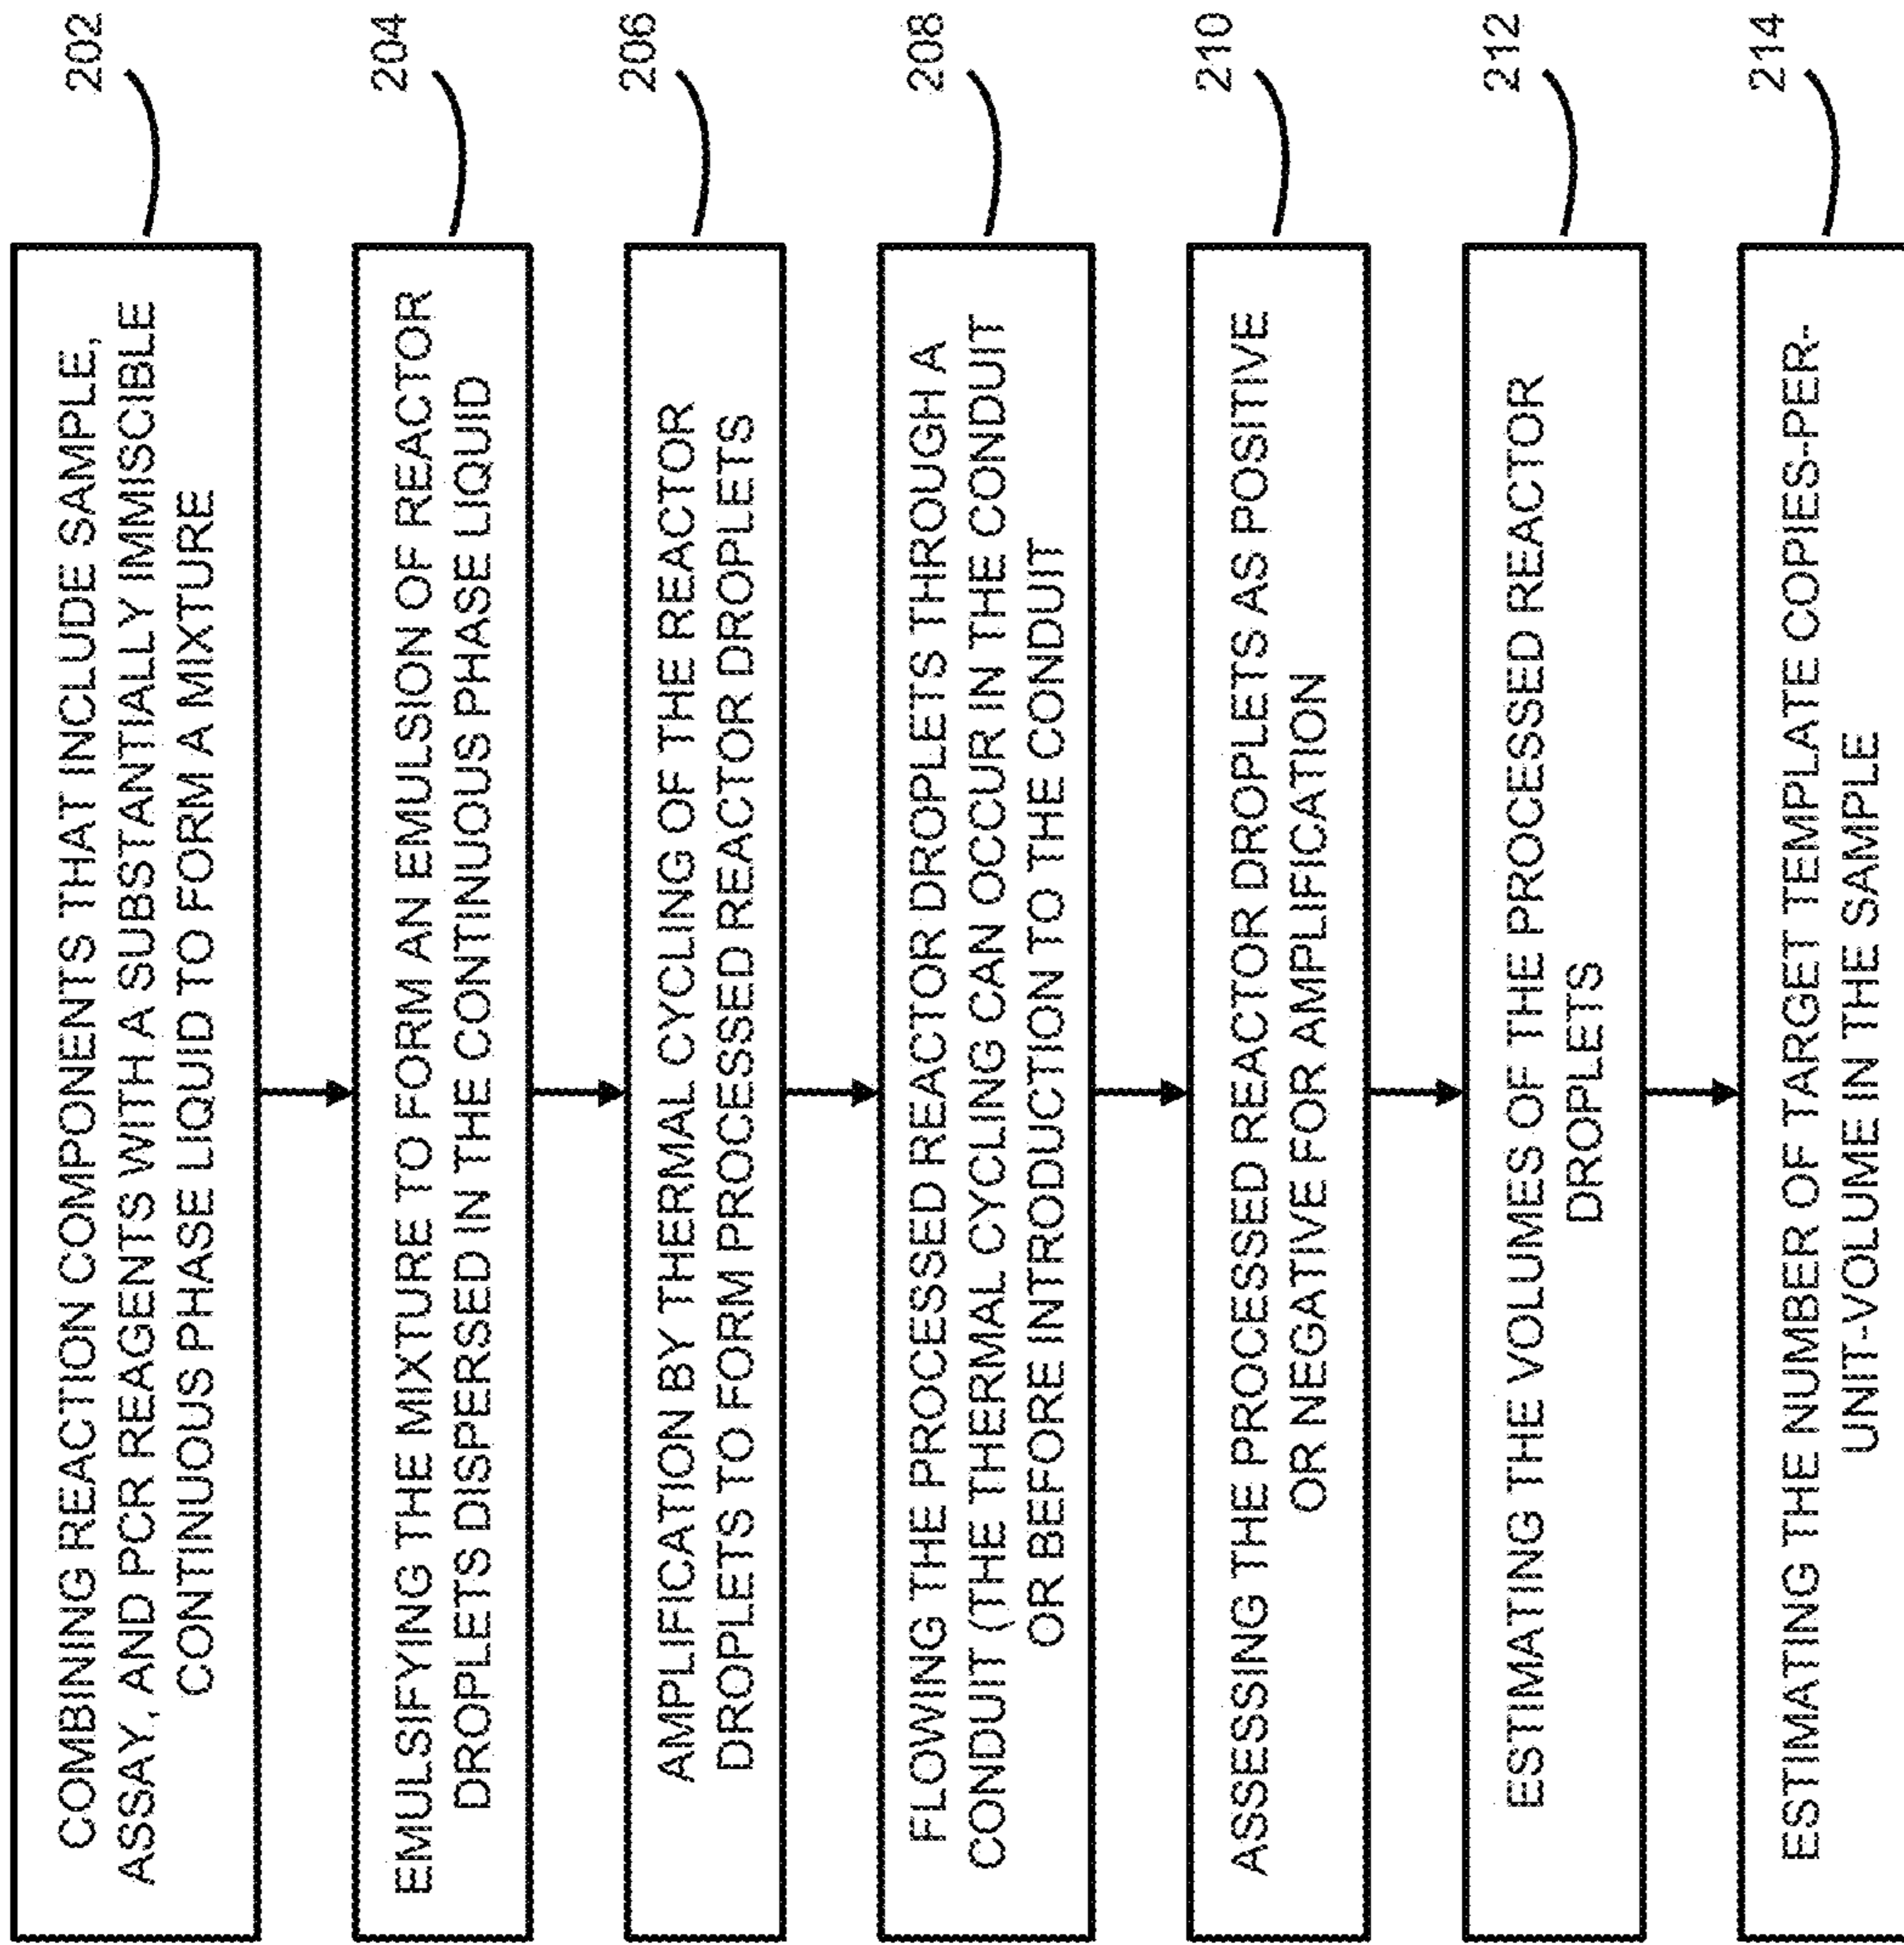 COMBINING REACTION COMPONENTS THAT INCLUDE SAMPLE,
ASSAY, AND PCR REAGENTS WITH A SUBSTANTIALLY IMMISCIBLE
CONTINUOUS PHASE LIQUID TO FORM A MIXTURE
202
EMULSIFYING THE MIXTURE TO FORM AN EMULSION OF REACTOR
DROPLETS DISPERSED IN THE CONTINUOUS PHASE LIQUID
204
AMPLIFICATION BY THERMAL CYCLING OF THE REACTOR
DROPLETS TO FORM PROCESSED REACTOR DROPLETS
206
FLOWING THE PROCESSED REACTOR DROPLETS THROUGH A
CONDUIT (THE THERMAL CYCLING CAN OCCUR IN THE CONDUIT
OR BEFORE INTRODUCTION TO THE CONDUIT
208
ASSESSING THE PROCESSED REACTOR DROPLETS AS POSITIVE
OR NEGATIVE FOR AMPLIFICATION
210
ESTIMATING THE VOLUMES OF THE PROCESSED REACTOR
DROPLETS
212
ESTIMATING THE NUMBER OF TARGET TEMPLATE COPIES-PER-
UNIT-VOLUME IN THE SAMPLE
214